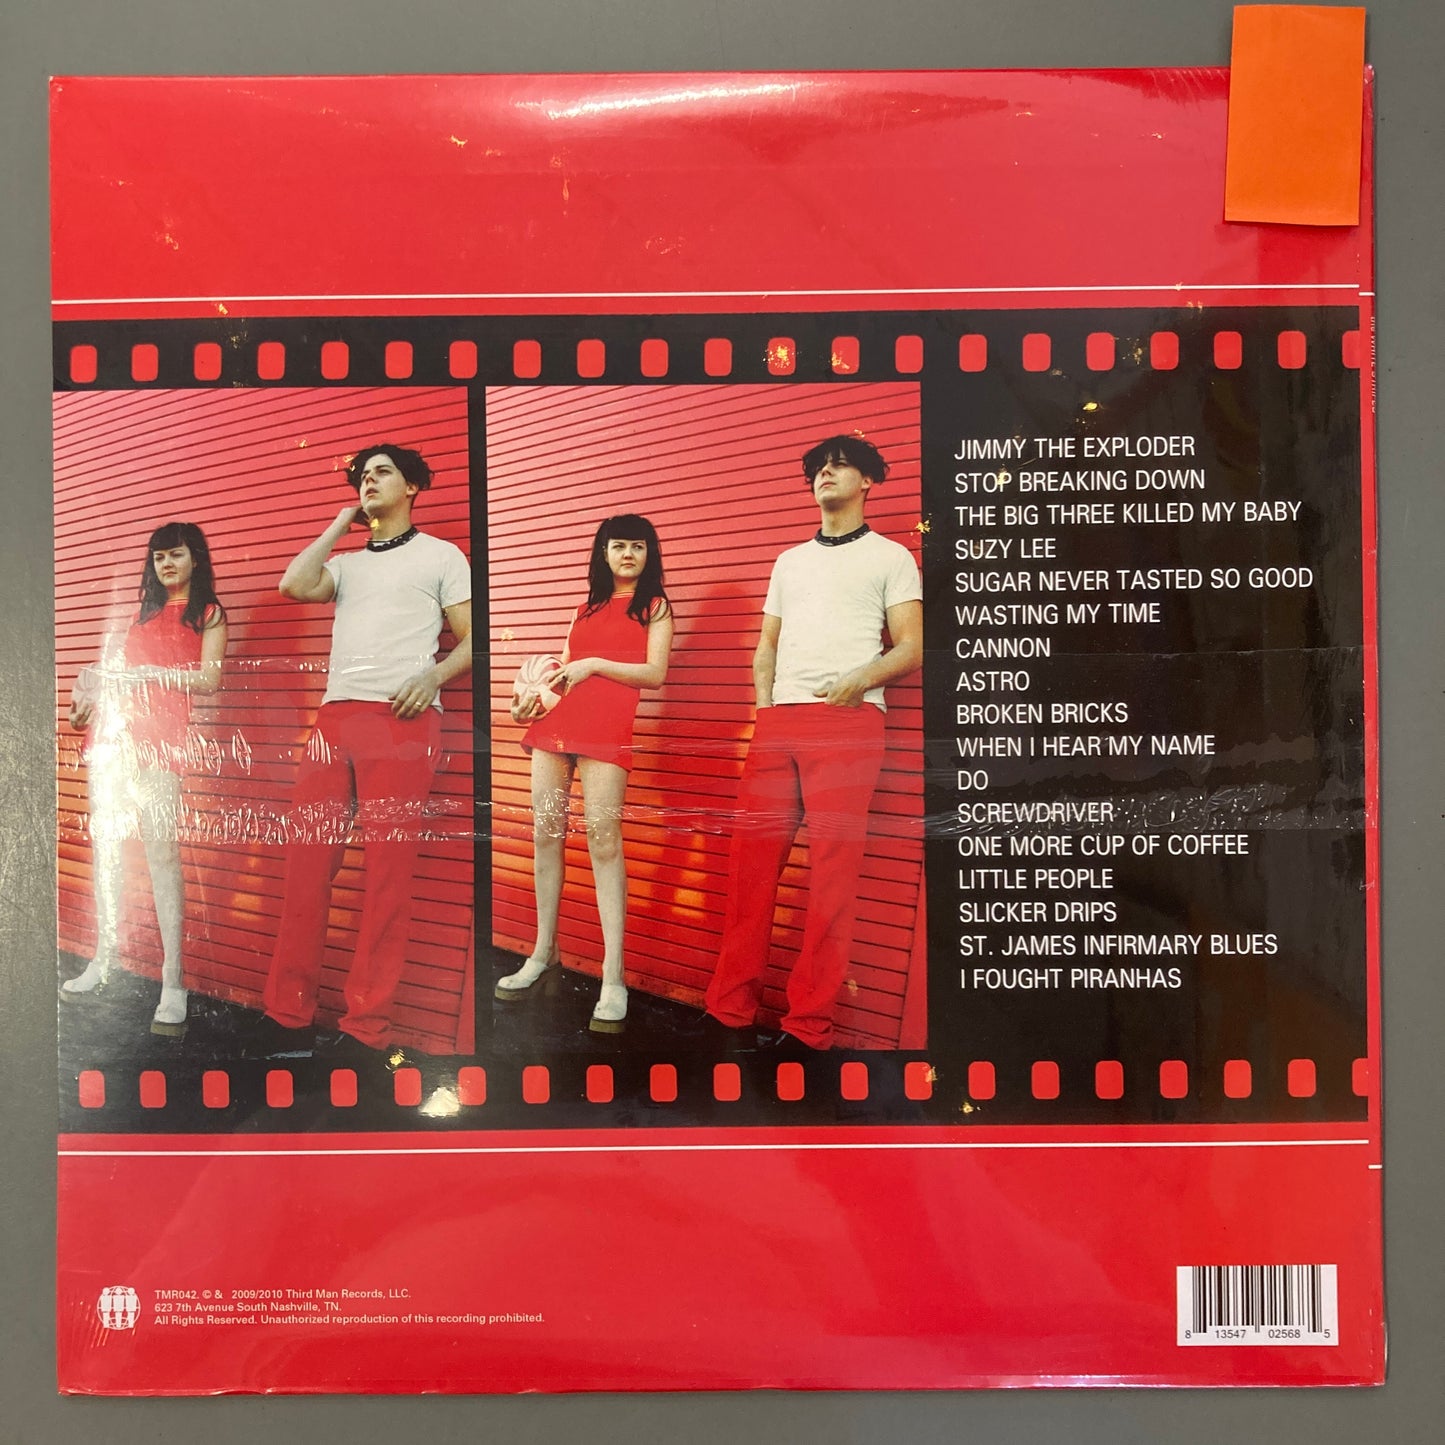 the White Stripes
JIMMY THE EXPLODER
STOP BREAKING DOWN
THE BIG THREE KILLED MY BABY
SUZY LEE
SUGAR NEVER TASTED SO GOOD
WASTING MY TIME
CANNON
ASTRO
BROKEN BRICKS
WHEN I HEAR MY NAME
DO
SCREWDRIVER
ONE MORE CUP OF COFFEE
LITTLE PEOPLE
SLICKER DRIPS
ST. JAMES INFIRMARY BLUES
I FOUGHT PIRANHAS
TMR042. © & 2009/2010 Third Man Records, LLC.
623 7th Avenue South Nashville, TN.
All Rights Reserved. Unauthorized reproduction of this recording prohibited.
8 13547 02568 5